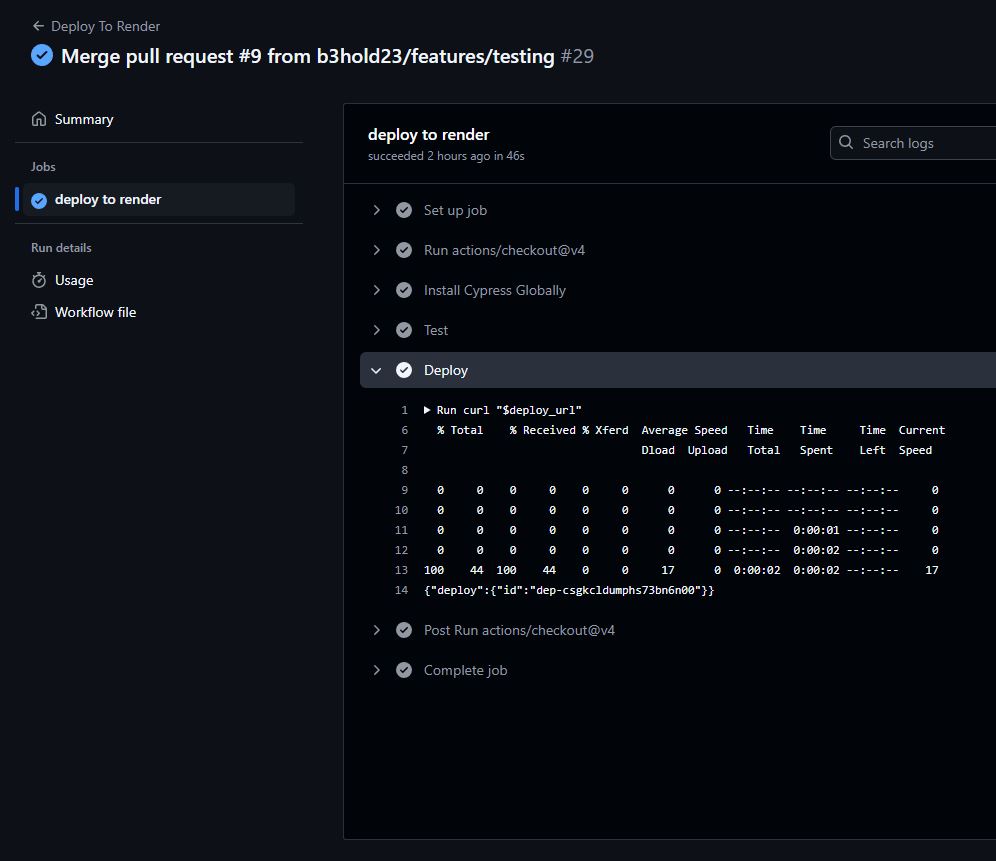 Deploy To Render
Merge pull request #9 from b3hold23/features/testing #29
Summary
Jobs
deploy to render
Run details
Usage
Workflow file
deploy to render
succeeded 2 hours ago in 46s
Search logs
Set up job
Run actions/checkout@v4
Install Cypress Globally
Test
Deploy
1 Run curl "$deploy_url"
6 % Total % Received % Xferd Average Speed Time Time Time Current
7 Dload Upload Total Spent Left Speed
8
9 0 0 0 0 0 0 0 0 --:--:-- --:--:-- --:--:-- 0
10 0 0 0 0 0 0 0 0 --:--:-- --:--:-- --:--:-- 0
11 0 0 0 0 0 0 0 0 --:--:-- 0:00:01 --:--:-- 0
12 0 0 0 0 0 0 0 0 --:--:-- 0:00:02 --:--:-- 0
13 100 44 100 44 0 0 17 0 0:00:02 0:00:02 --:--:-- 17
14 {"deploy":{"id":"dep-csgkcldumphs73bn6n00"}}
Post Run actions/checkout@v4
Complete job